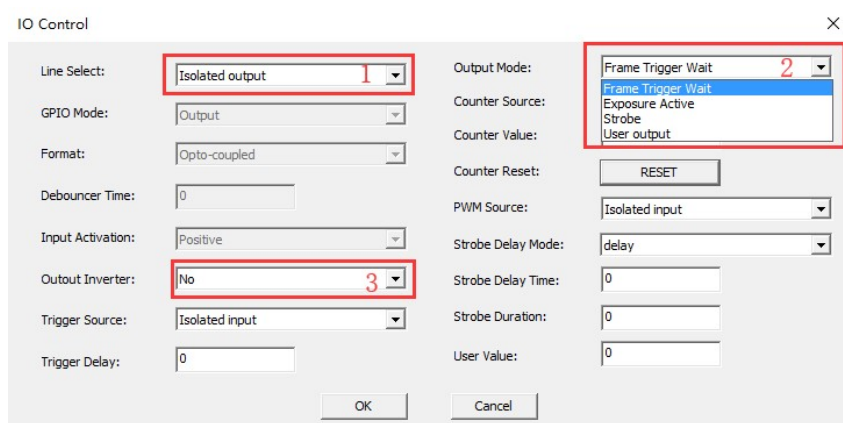 IO Control
Line Select: Isolated output 1
GPIO Mode: Output
Format: Opto-coupled
Debouncer Time: 0
Input Activation: Positive
Outout Inverter: No 3
Trigger Source: Isolated input
Trigger Delay: 0
Output Mode: Frame Trigger Wait 2
Frame Trigger Wait
Exposure Active
Strobe
User output
Counter Source:
Counter Value:
Counter Reset: RESET
PWM Source: Isolated input
Strobe Delay Mode: delay
Strobe Delay Time: 0
Strobe Duration: 0
User Value: 0
OK Cancel